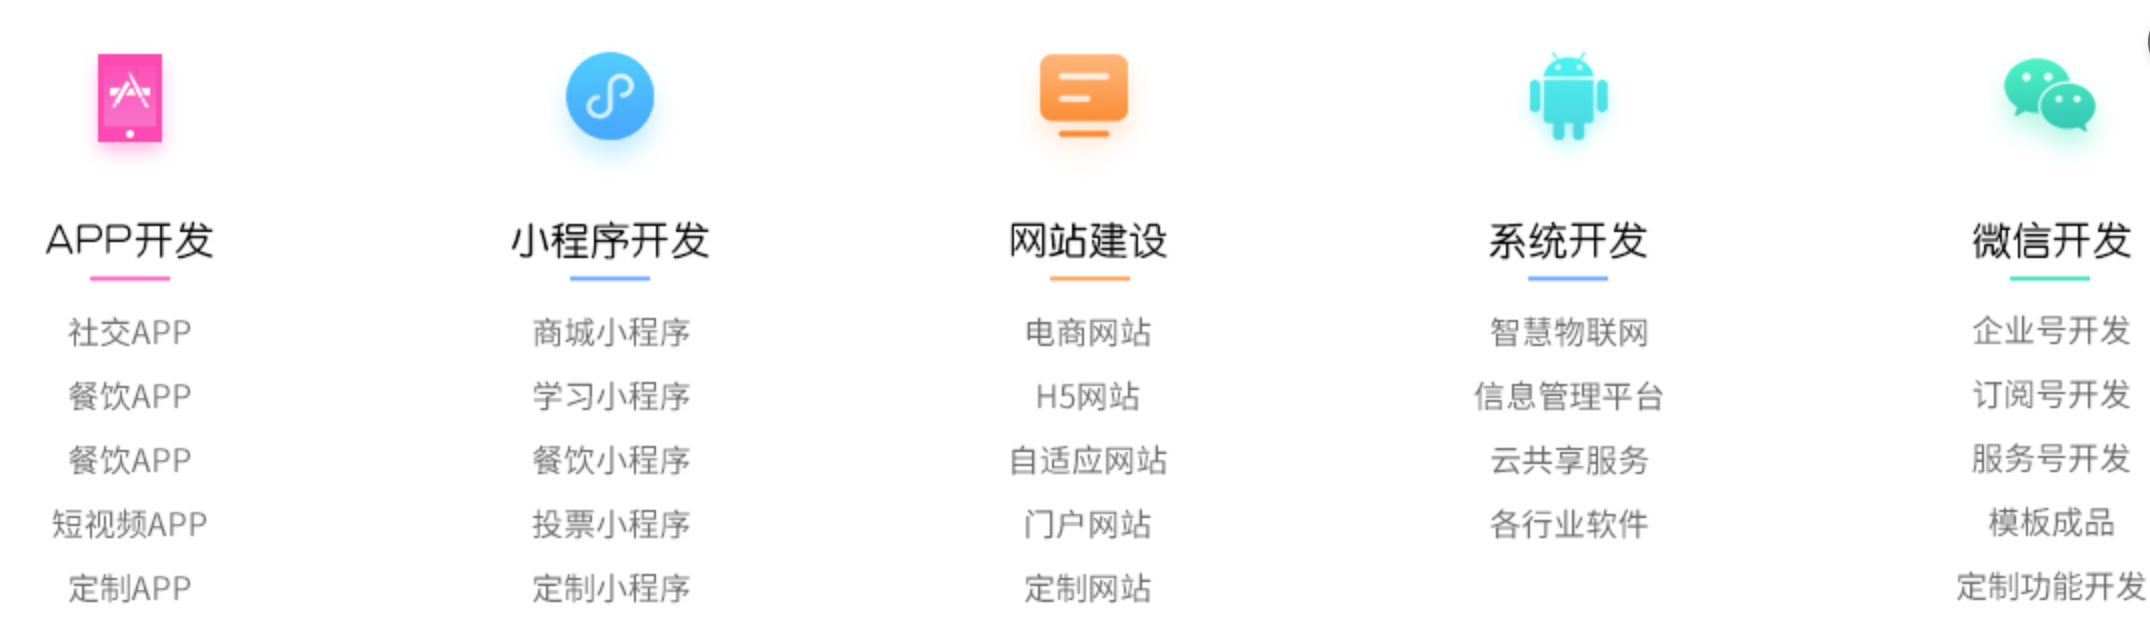 APP开发
社交APP
餐饮APP
餐饮APP
短视频APP
定制APP
小程序开发
商城小程序
学习小程序
餐饮小程序
投票小程序
定制小程序
网站建设
电商网站
H5网站
自适应网站
门户网站
定制网站
系统开发
智慧物联网
信息管理平台
云共享服务
各行业软件
微信开发
企业号开发
订阅号开发
服务号开发
模板成品
定制功能开发